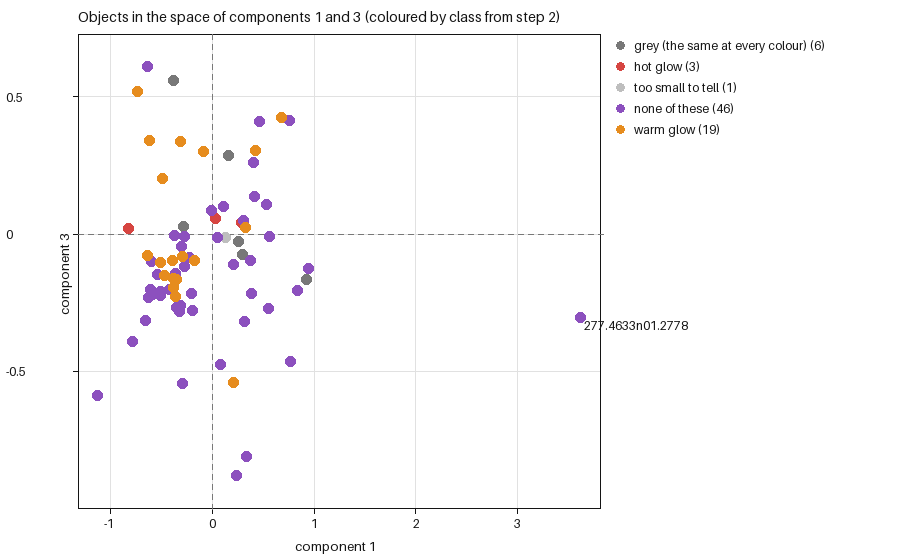 Objects in the space of components 1 and 3 (coloured by class from step 2)
grey (the same at every colour) (6)
hot glow (3)
too small to tell (1)
none of these (46)
warm glow (19)
0.5
0
-0.5
component 3
277.4633n01.2778
-1
0
1
2
3
component 1